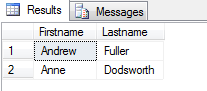 Results Messages
Firstname Lastname
1 Andrew Fuller
2 Anne Dodsworth